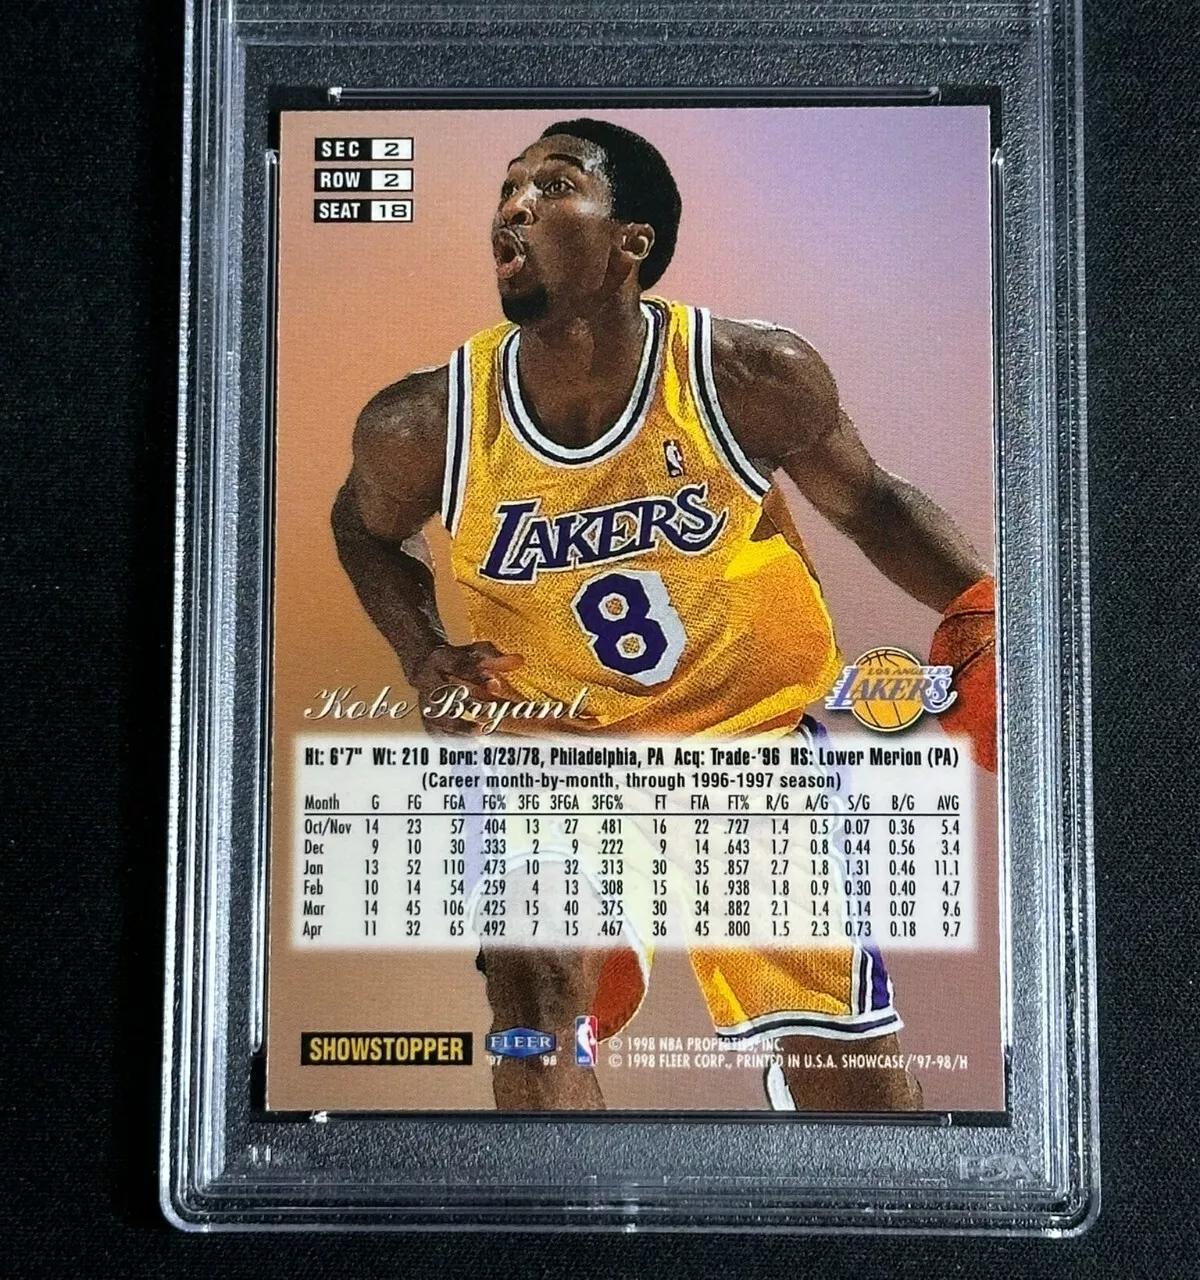 SEC 2
ROW 2
SEAT 18
LAKERS
8
LOS ANGELES
LAKERS
Kobe Bryant
Ht: 6'7" Wt: 210 Born: 8/23/78, Philadelphia, PA Acq: Trade-'96 HS: Lower Merion (PA)
(Career month-by-month, through 1996-1997 season)
Month G FG FGA FG% 3FG 3FGA 3FG% FT FTA FT% R/G A/G S/G B/G AVG
Oct/Nov 14 23 57 .404 13 27 .481 16 22 .727 1.4 0.5 0.07 0.36 5.4
Dec 9 10 30 .333 2 9 .222 9 14 .643 1.7 0.8 0.44 0.56 3.4
Jan 13 52 110 .473 10 32 .313 30 35 .857 2.7 1.8 1.31 0.46 11.1
Feb 10 14 54 .259 4 13 .308 15 16 .938 1.8 0.9 0.30 0.40 4.7
Mar 14 45 106 .425 15 40 .375 30 34 .882 2.1 1.4 1.14 0.07 9.6
Apr 11 32 65 .492 7 15 .467 36 45 .800 1.5 2.3 0.73 0.18 9.7
SHOWSTOPPER
FLEER
'97 '98
© 1998 NBA PROPERTIES, INC.
© 1998 FLEER CORP., PRINTED IN U.S.A. SHOWCASE/'97-98/H
PSA